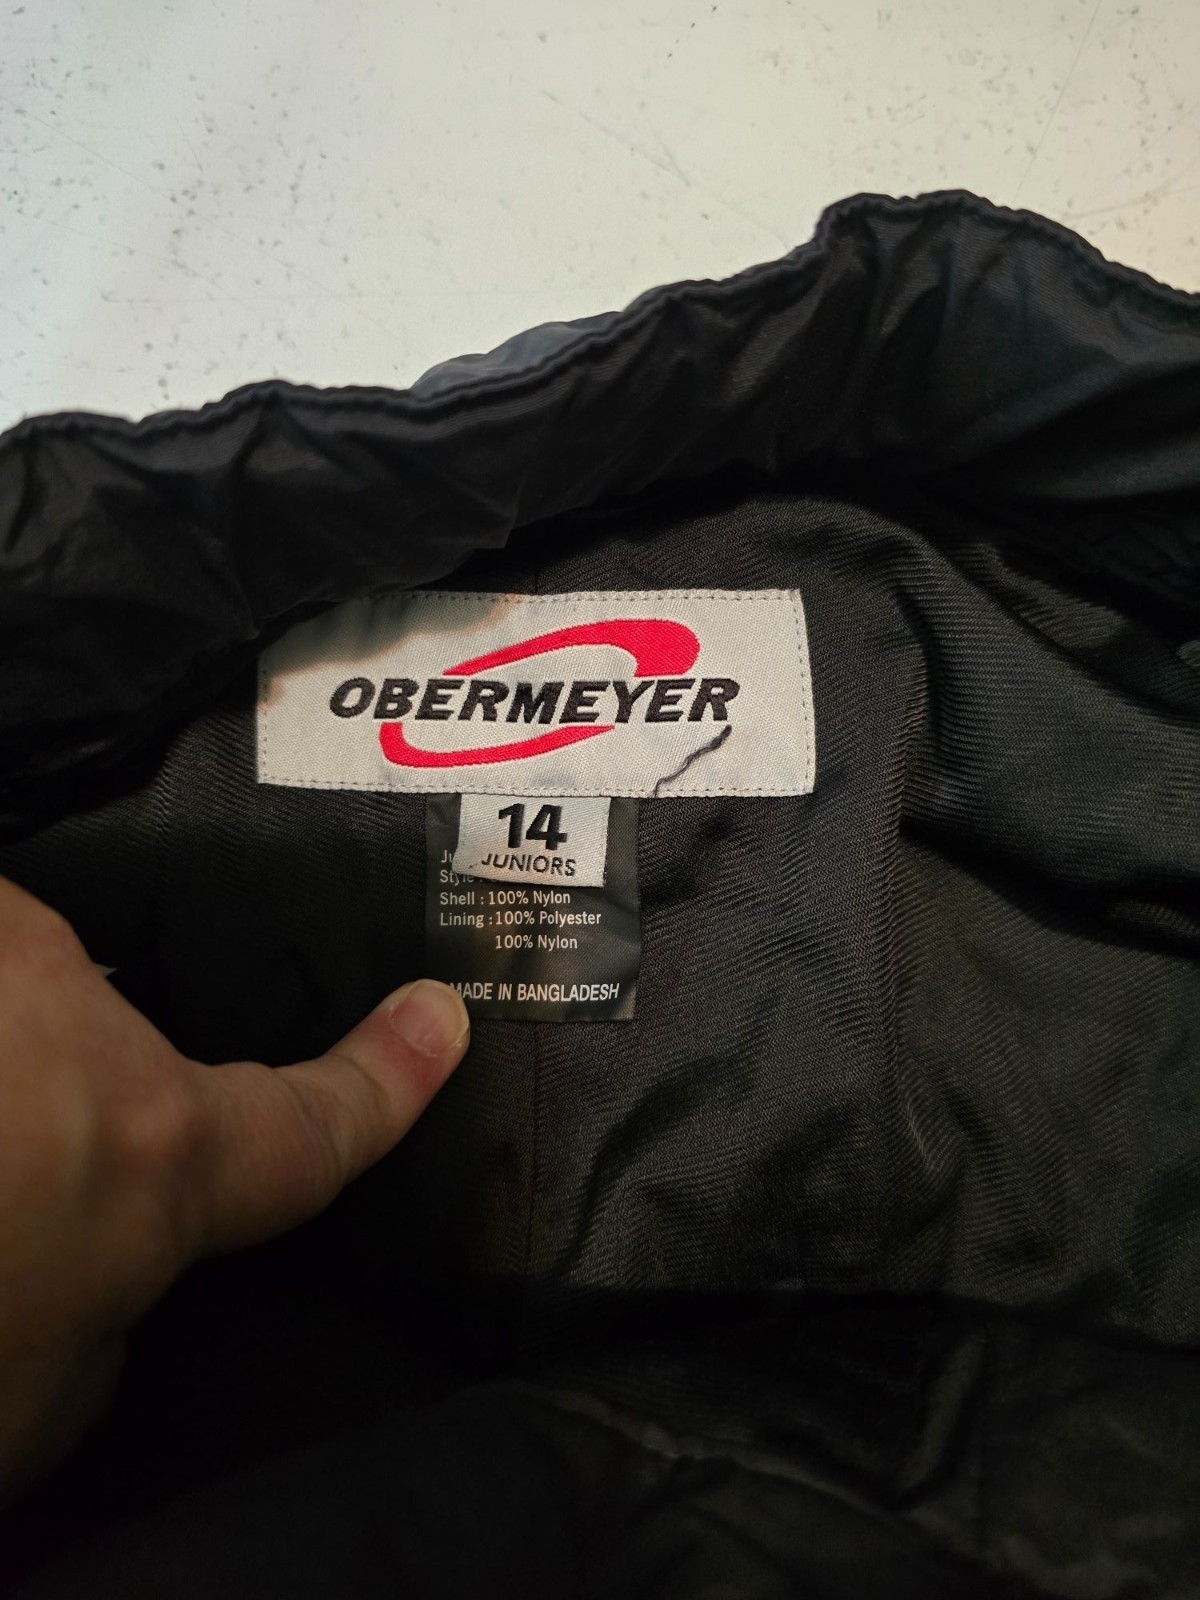 OBERMEYER
14
JUNIORS
Shell : 100% Nylon
Lining : 100% Polyester
100% Nylon
MADE IN BANGLADESH